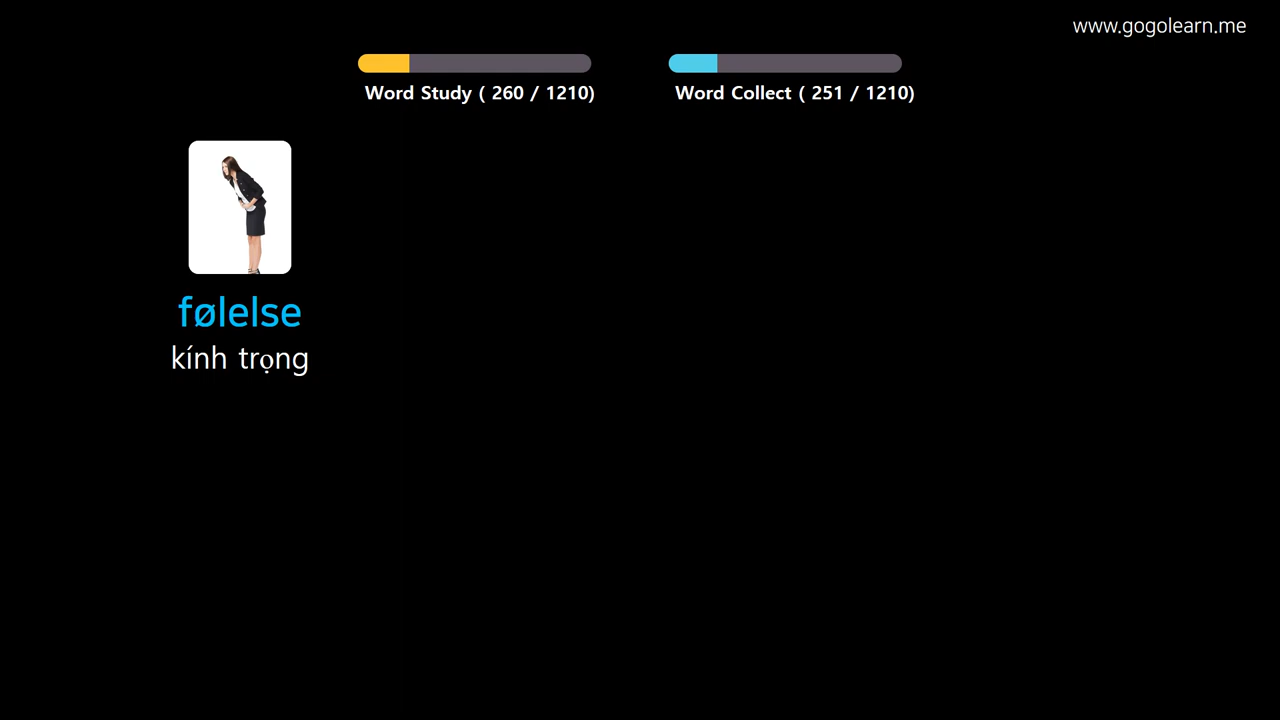 www.gogolearn.me
Word Study ( 260 / 1210)
Word Collect ( 251 / 1210)
følelse
kính trọng